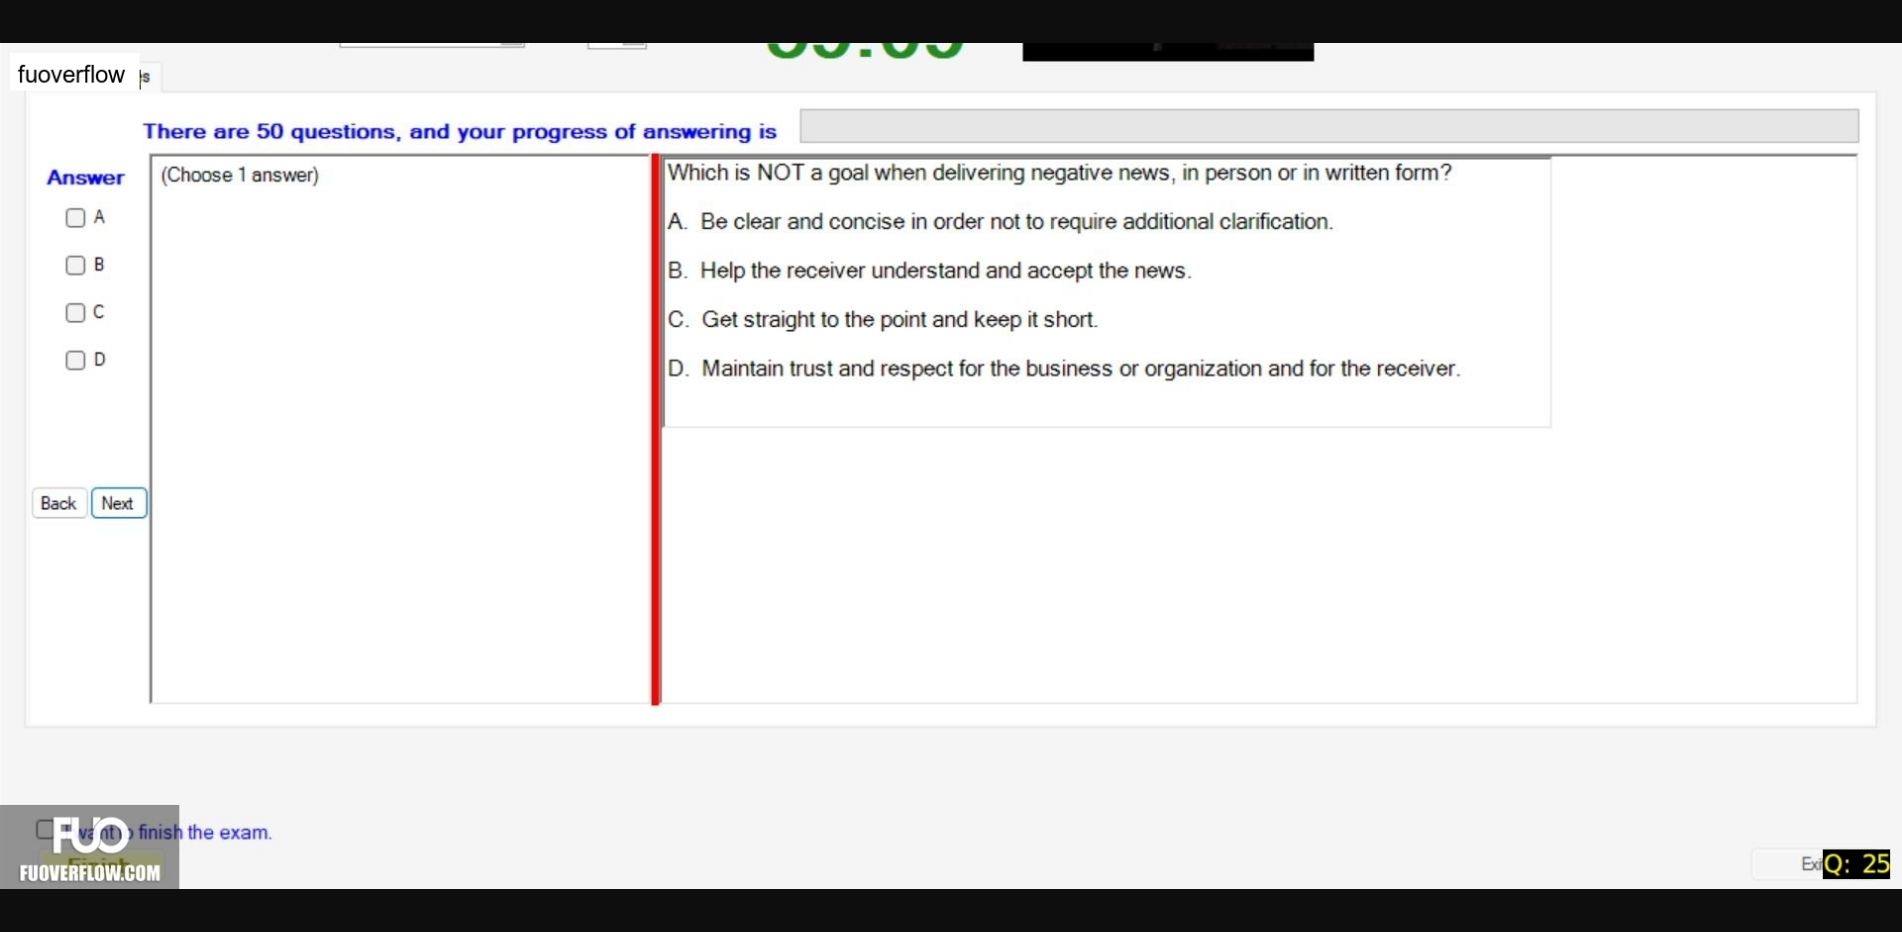 fuoverflow
s
There are 50 questions, and your progress of answering is
Answer
(Choose 1 answer)
A
B
C
D
Back
Next
Which is NOT a goal when delivering negative news, in person or in written form?
A. Be clear and concise in order not to require additional clarification.
B. Help the receiver understand and accept the news.
C. Get straight to the point and keep it short.
D. Maintain trust and respect for the business or organization and for the receiver.
want to finish the exam.
FUO
FUOVERFLOW.COM
Exi
Q: 25